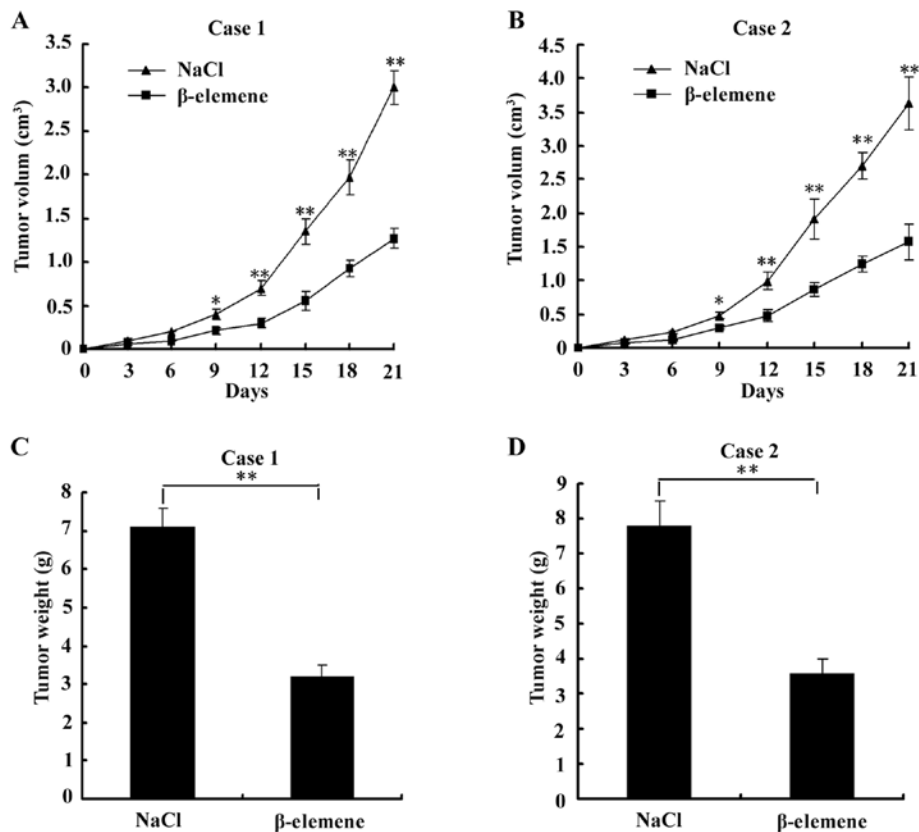 A
Case 1
NaCl
β-elemene
Tumor volum (cm³)
3.5
3.0
2.5
2.0
1.5
1.0
0.5
0
**
**
**
**
*
0 3 6 9 12 15 18 21
Days
B
Case 2
NaCl
β-elemene
Tumor volum (cm³)
4.5
4.0
3.5
3.0
2.5
2.0
1.5
1.0
0.5
0
**
**
**
**
*
0 3 6 9 12 15 18 21
Days
C
Case 1
**
Tumor weight (g)
8
7
6
5
4
3
2
1
0
NaCl β-elemene
D
Case 2
**
Tumor weight (g)
9
8
7
6
5
4
3
2
1
0
NaCl β-elemene